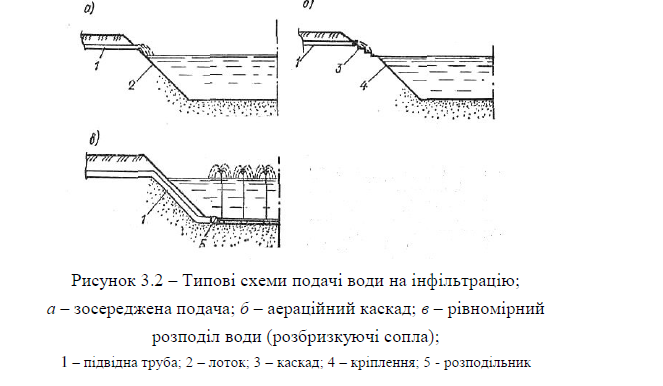 а)
б)
1
2
1
3
4
в)
1
5
Рисунок 3.2 – Типові схеми подачі води на інфільтрацію;
а – зосереджена подача; б – аераційний каскад; в – рівномірний
розподіл води (розбризкуючі сопла);
1 – підвідна труба; 2 – лоток; 3 – каскад; 4 – кріплення; 5 - розподільник